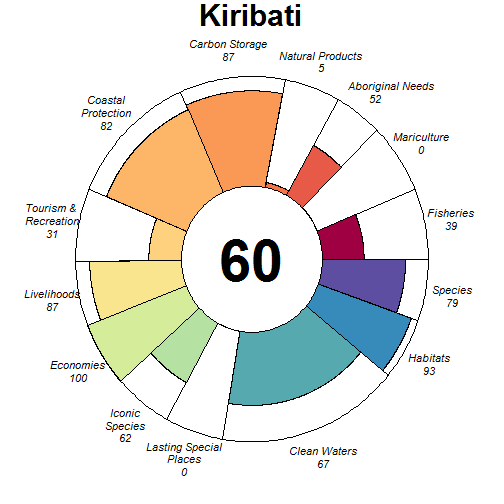 Kiribati
Carbon Storage
87
Natural Products
5
Aboriginal Needs
52
Mariculture
0
Fisheries
39
Species
79
Habitats
93
Clean Waters
67
Lasting Special
Places
0
Iconic
Species
62
Economies
100
Livelihoods
87
Tourism &
Recreation
31
Coastal
Protection
82
60